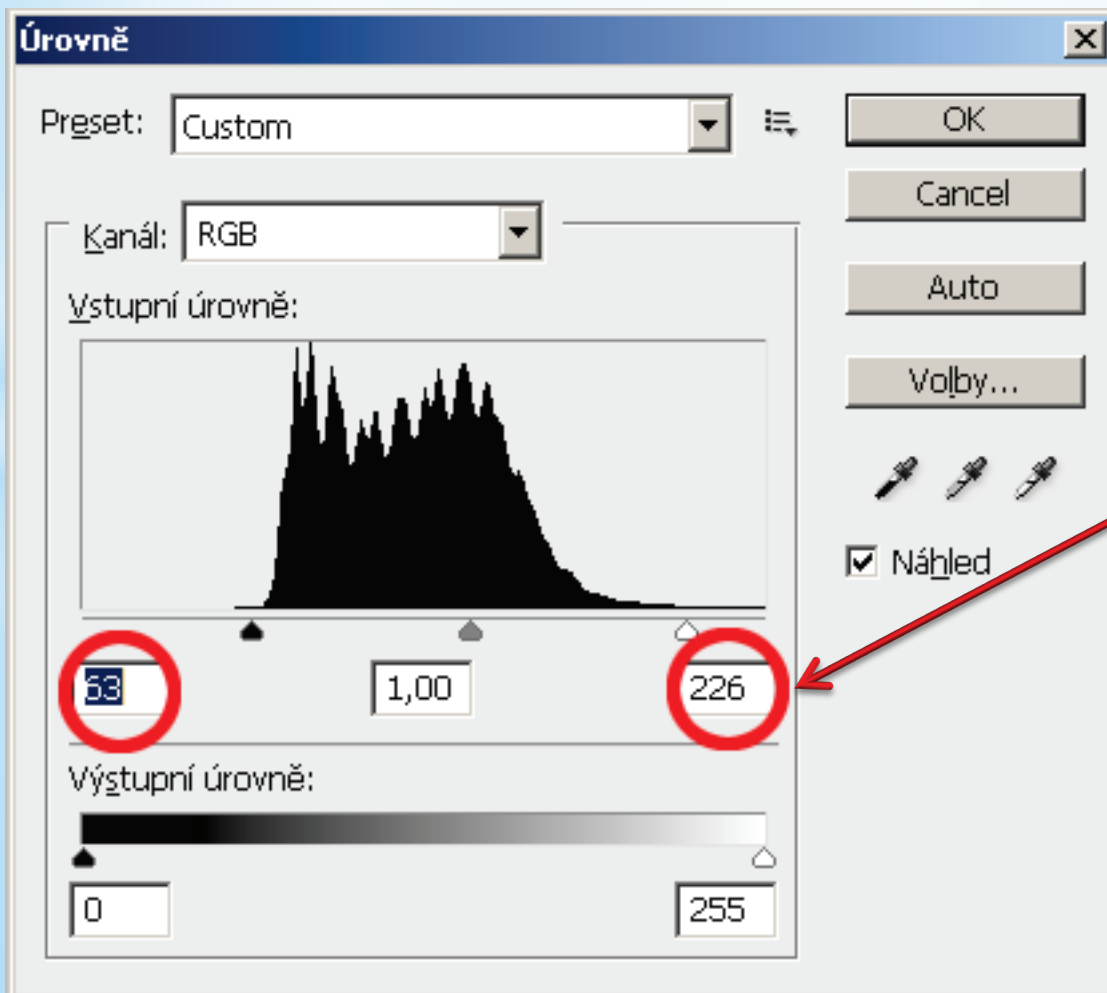 Úrovně
Preset: Custom
OK
Cancel
Kanál: RGB
Auto
Vstupní úrovně:
Volby...
Náhled
63 1,00 226
Výstupní úrovně:
0 255